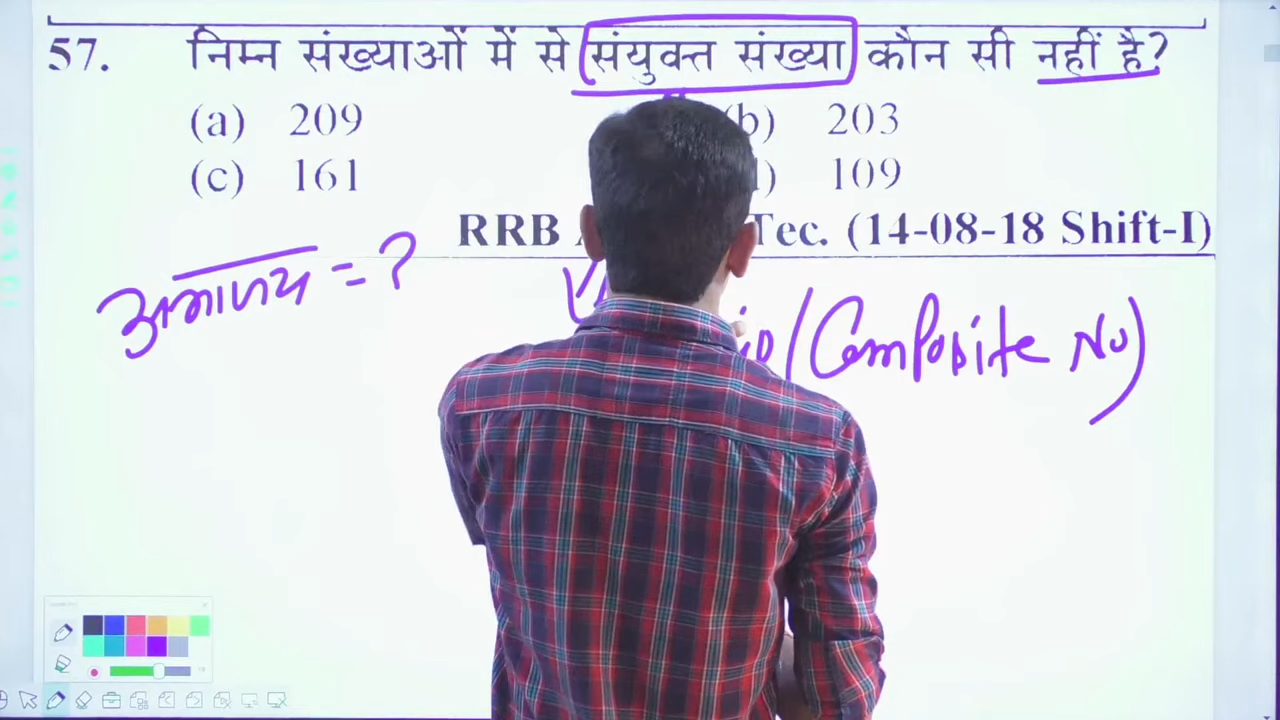 57. निम्न संख्याओं में से संयुक्त संख्या कौन सी नहीं है?
(a) 209 (b) 203
(c) 161 109
RRB Tec. (14-08-18 Shift-I)
अभाज्य = ?
(Composite No)